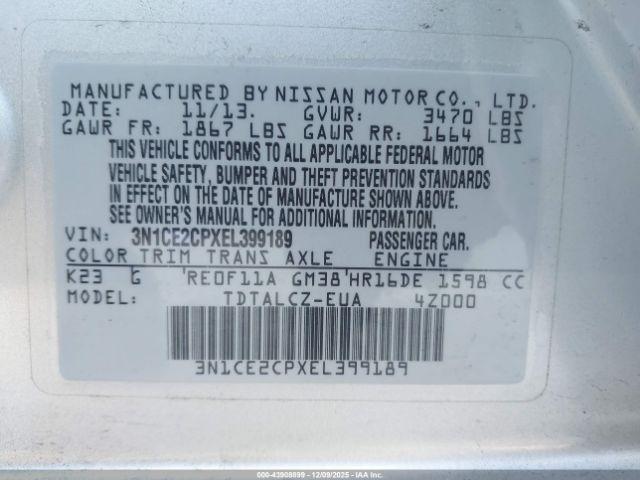 MANUFACTURED BY NISSAN MOTOR CO., LTD.
DATE: 11/13. GVWR: 3470 LBS
GAWR FR: 1867 LBS GAWR RR: 1664 LBS
THIS VEHICLE CONFORMS TO ALL APPLICABLE FEDERAL MOTOR
VEHICLE SAFETY, BUMPER AND THEFT PREVENTION STANDARDS
IN EFFECT ON THE DATE OF MANUFACTURE SHOWN ABOVE.
SEE OWNER'S MANUAL FOR ADDITIONAL INFORMATION.
VIN: 3N1CE2CPXEL399189 PASSENGER CAR.
COLOR TRIM TRANS AXLE ENGINE
K23 G 'RE0F11A GM38'HR16DE 1598 CC
MODEL: TDTALCZ-EUA 4Z000
3N1CE2CPXEL399189
000-43908899 - 12/09/2025 - IAAI.COM